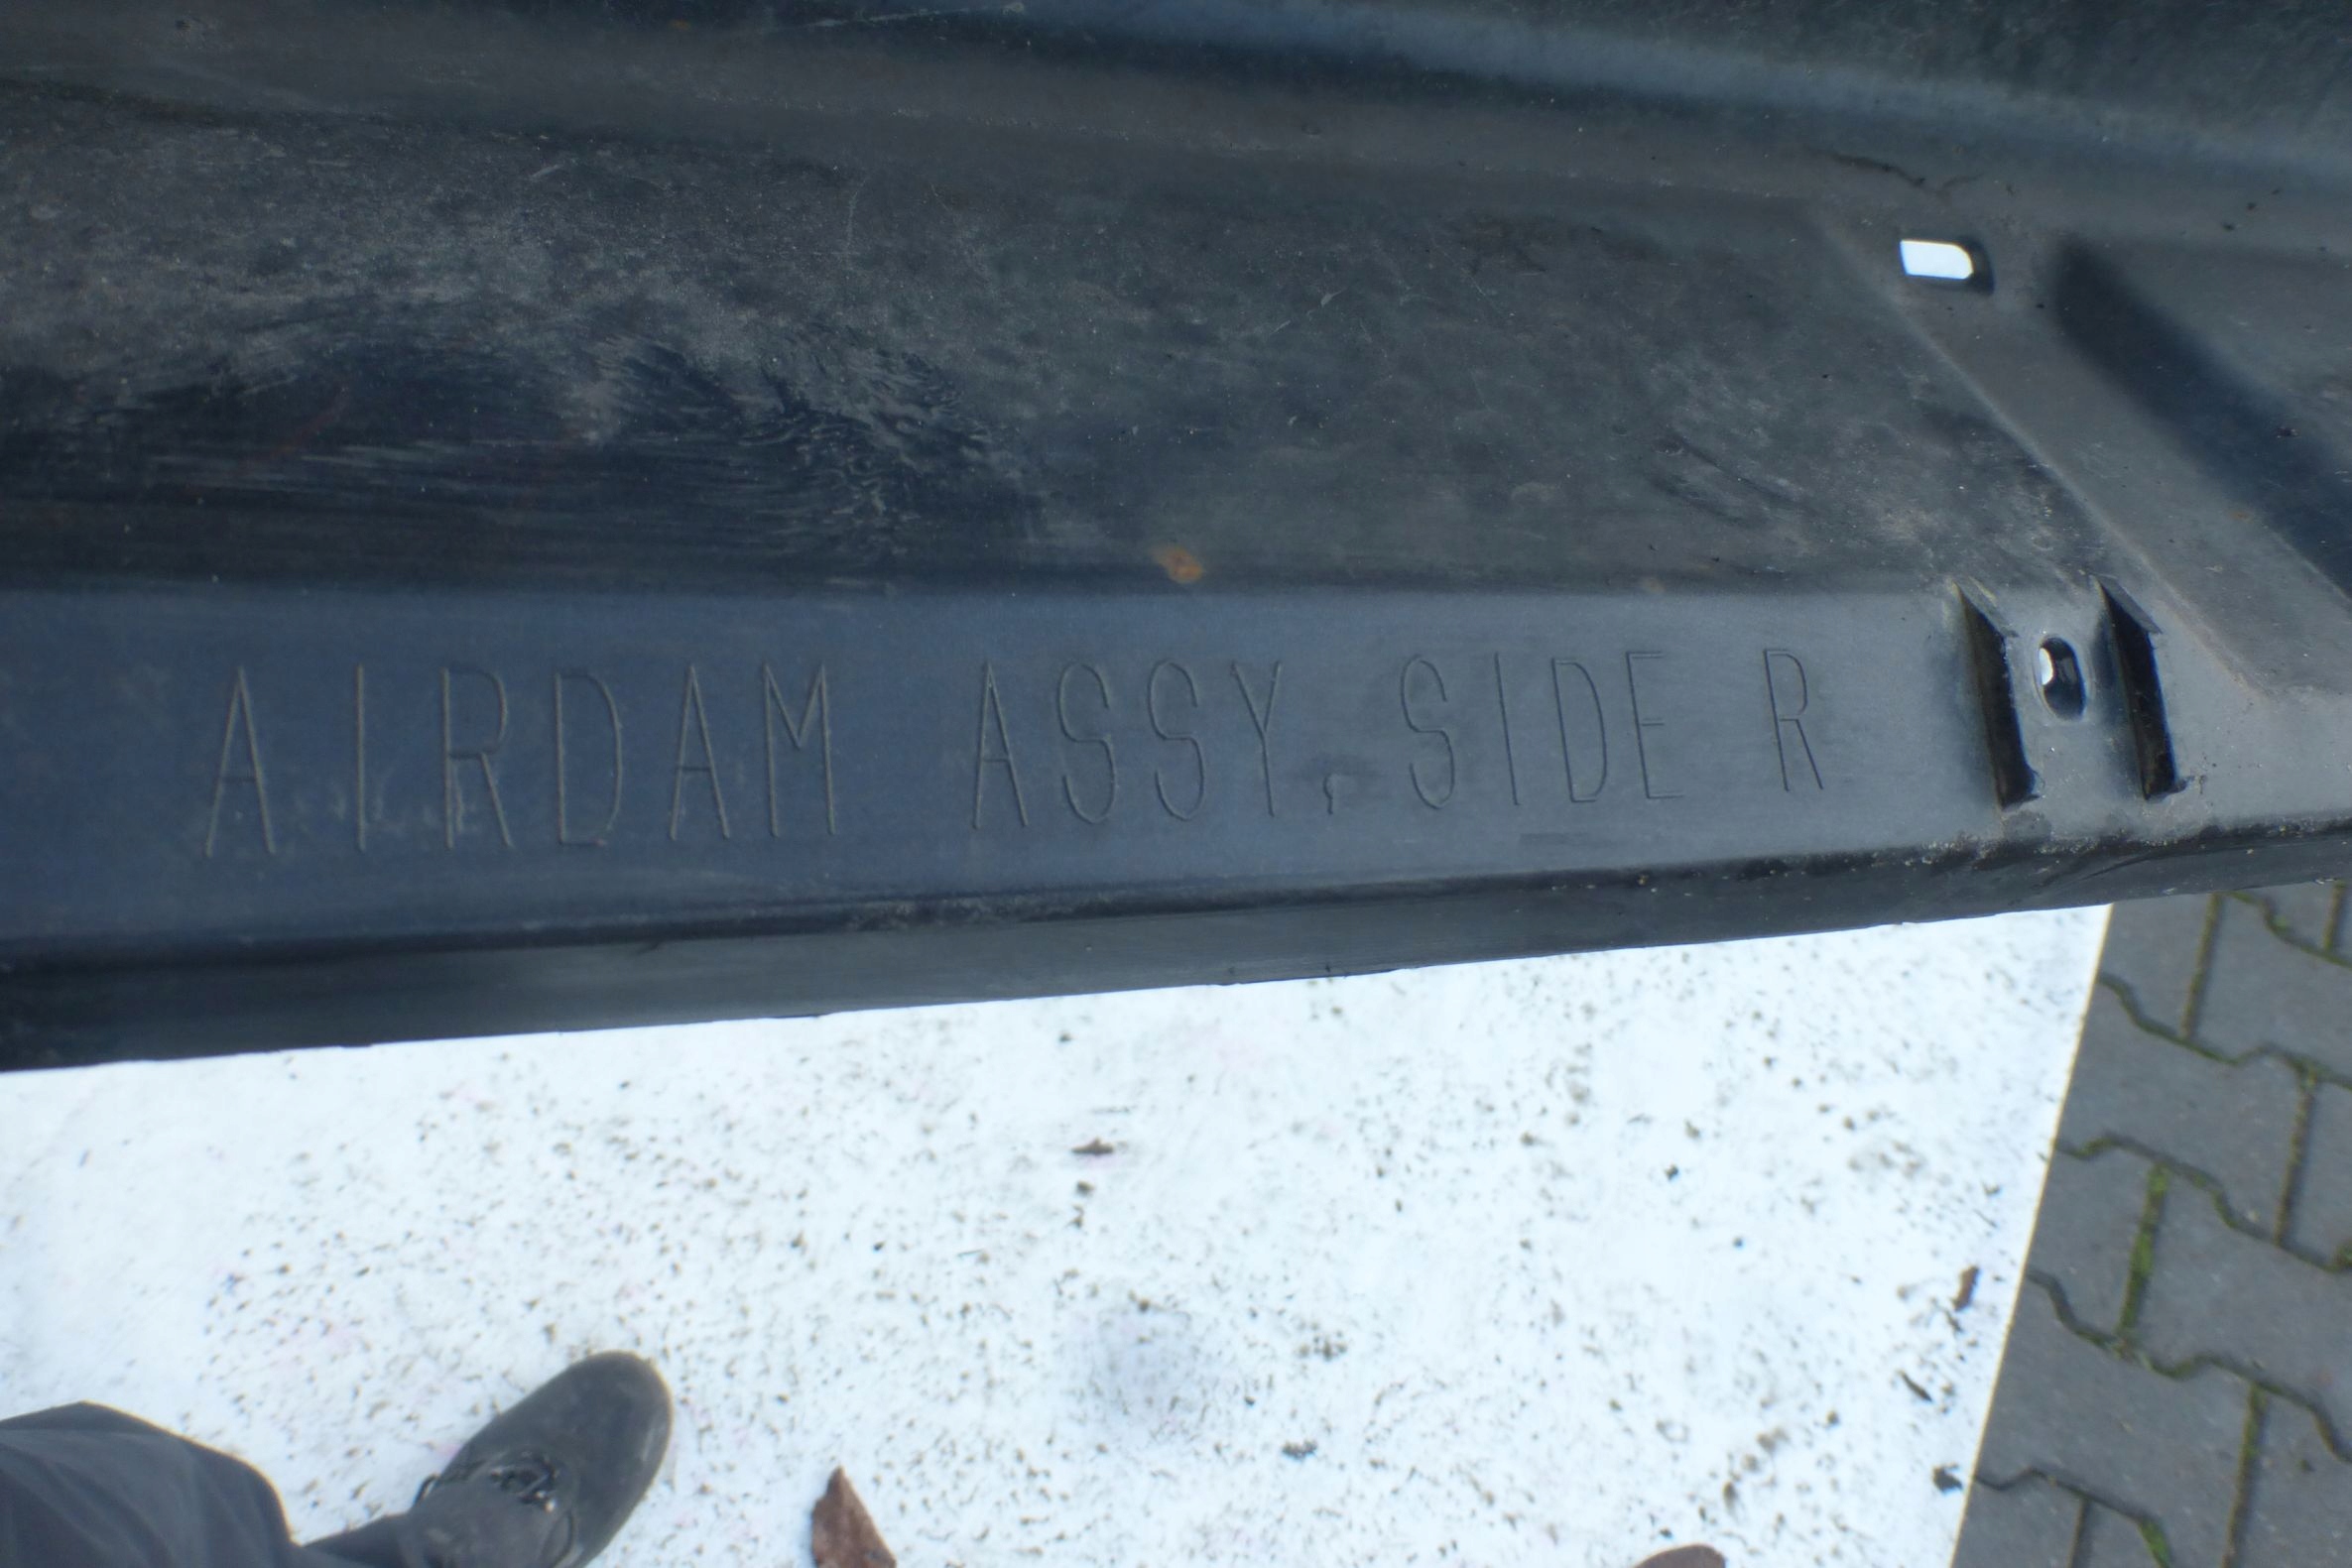 AIRDAM ASSY, SIDE R